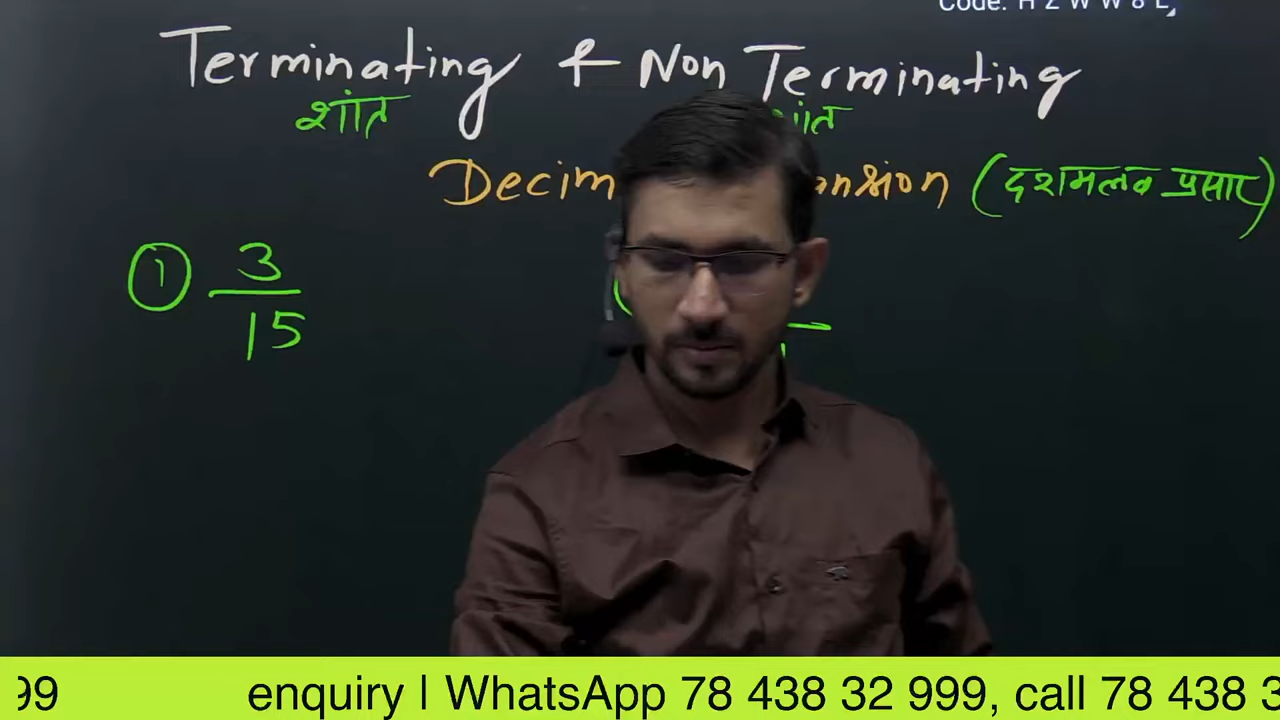 Code: H Z W W 8 L
Terminating & Non Terminating
शांत
Decim ansion (दशमलव प्रसार)
① 3
15
99 enquiry | WhatsApp 78 438 32 999, call 78 438 3